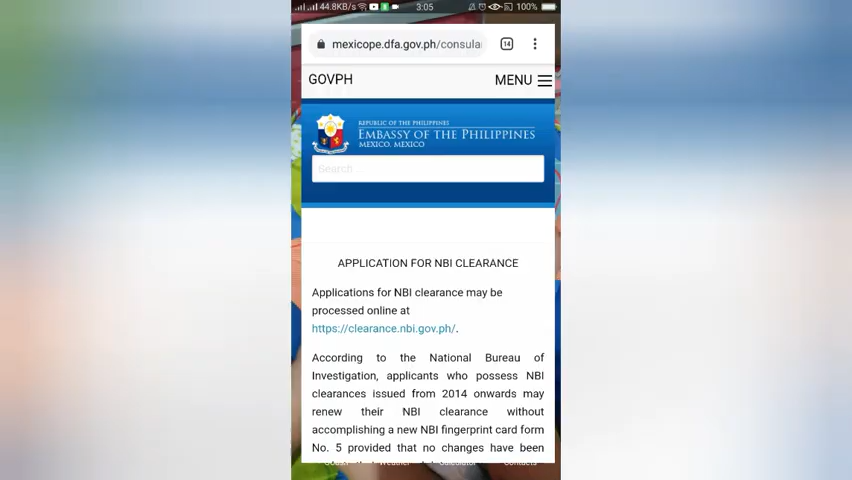 44.8KB/s 3:05 100%
mexicope.dfa.gov.ph/consula
14
GOVPH MENU
REPUBLIC OF THE PHILIPPINES
EMBASSY OF THE PHILIPPINES
MEXICO, MEXICO
Search
APPLICATION FOR NBI CLEARANCE
Applications for NBI clearance may be
processed online at
https://clearance.nbi.gov.ph/.
According to the National Bureau of
Investigation, applicants who possess NBI
clearances issued from 2014 onwards may
renew their NBI clearance without
accomplishing a new NBI fingerprint card form
No. 5 provided that no changes have been